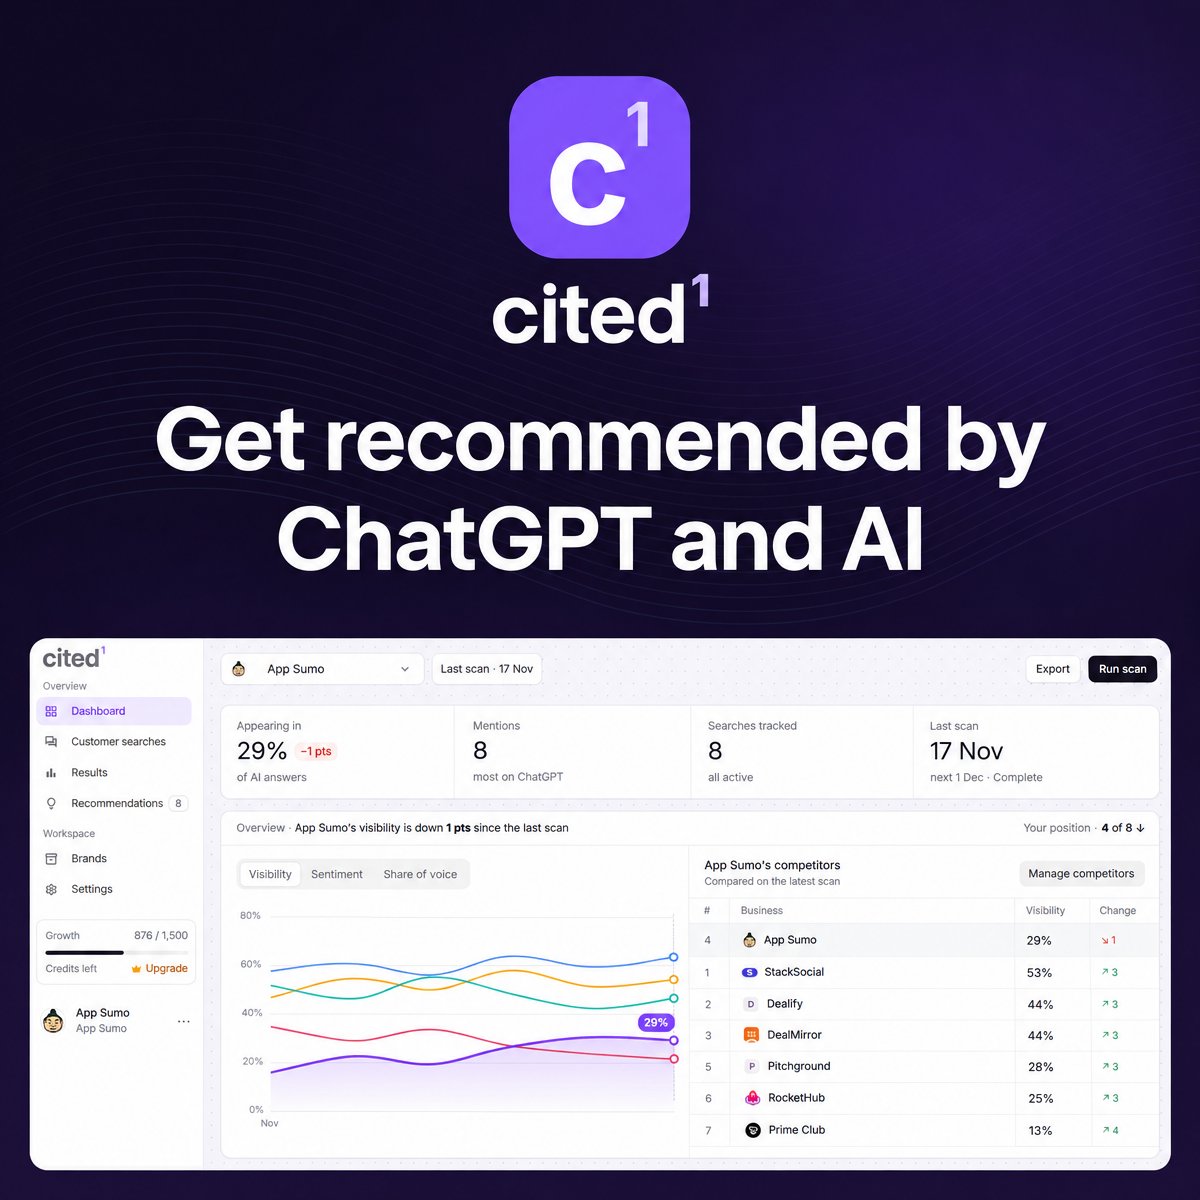 c1
cited1
Get recommended by
ChatGPT and AI
cited1
Overview
Dashboard
Customer searches
Results
Recommendations 8
Workspace
Brands
Settings
Growth 876 / 1,500
Credits left Upgrade
App Sumo
App Sumo
App Sumo Last scan · 17 Nov Export Run scan
Appearing in
29% −1 pts
of AI answers
Mentions
8
most on ChatGPT
Searches tracked
8
all active
Last scan
17 Nov
next 1 Dec · Complete
Overview · App Sumo's visibility is down 1 pts since the last scan
Your position · 4 of 8 ↓
Visibility Sentiment Share of voice
80%
60%
40%
20%
0%
Nov
29%
App Sumo's competitors
Compared on the latest scan
Manage competitors
# Business Visibility Change
4 App Sumo 29% ↘ 1
1 S StackSocial 53% ↗ 3
2 D Dealify 44% ↗ 3
3 DealMirror 44% ↗ 3
5 P Pitchground 28% ↗ 3
6 RocketHub 25% ↗ 3
7 Prime Club 13% ↗ 4